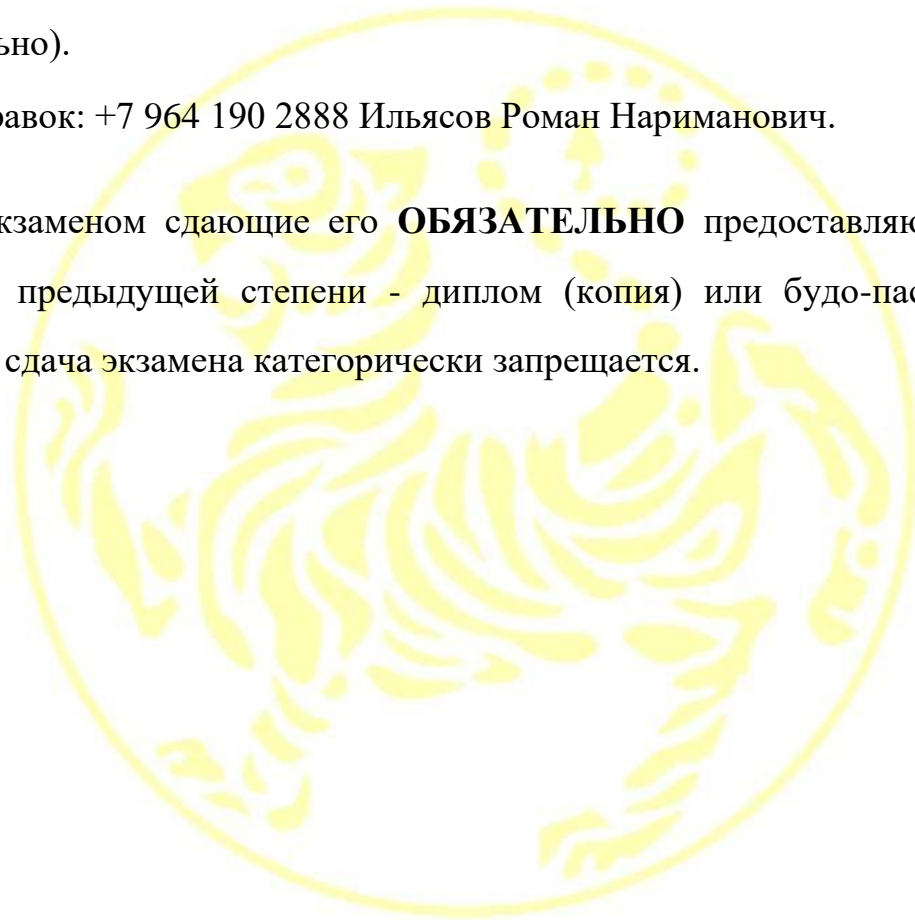 ьно).
равок: +7 964 190 2888 Ильясов Роман Нариманович.
кзаменом сдающие его ОБЯЗАТЕЛЬНО предоставляю
предыдущей степени - диплом (копия) или будо-пас
сдача экзамена категорически запрещается.